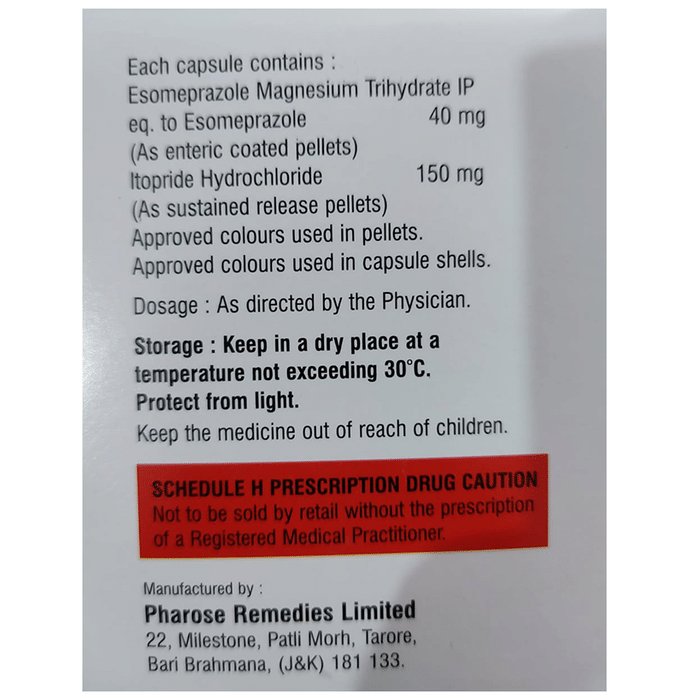 Each capsule contains :
Esomeprazole Magnesium Trihydrate IP
eq. to Esomeprazole 40 mg
(As enteric coated pellets)
Itopride Hydrochloride 150 mg
(As sustained release pellets)
Approved colours used in pellets.
Approved colours used in capsule shells.
Dosage : As directed by the Physician.
Storage : Keep in a dry place at a
temperature not exceeding 30°C.
Protect from light.
Keep the medicine out of reach of children.
SCHEDULE H PRESCRIPTION DRUG CAUTION
Not to be sold by retail without the prescription
of a Registered Medical Practitioner.
Manufactured by :
Pharose Remedies Limited
22, Milestone, Patli Morh, Tarore,
Bari Brahmana, (J&K) 181 133.